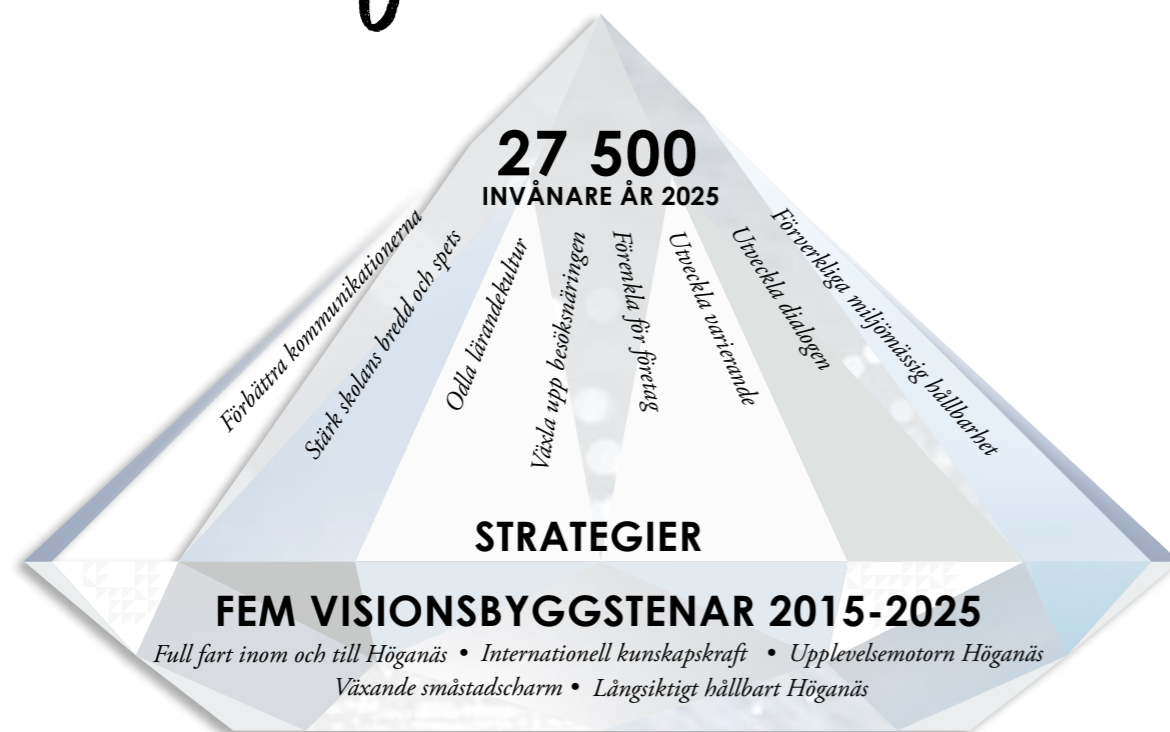 27 500
INVÅNARE ÅR 2025
Förbättra kommunikationerna
Stärk skolans bredd och spets
Odla lärandekultur
Växla upp besöksnäringen
Förenkla för företag
Utveckla varierande
Utveckla dialogen
Förverkliga miljömässig hållbarhet
STRATEGIER
FEM VISIONSBYGGSTENAR 2015-2025
Full fart inom och till Höganäs • Internationell kunskapskraft • Upplevelsemotorn Höganäs
Växande småstadscharm • Långsiktigt hållbart Höganäs